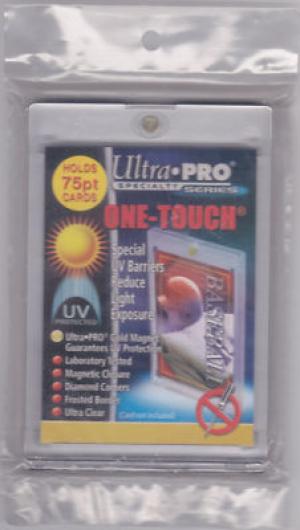 HOLDS
75pt
CARDS
Ultra•PRO®
SPECIALTY SERIES
ONE-TOUCH®
Special
UV Barriers
Reduce
Light
Exposure
UV
PROTECTED
BASEBALL
Ultra•PRO® Gold Magnet
Guarantees UV Protection
Laboratory Tested
Magnetic Closure
Diamond Corners
Frosted Border
Ultra Clear
(Card not included)